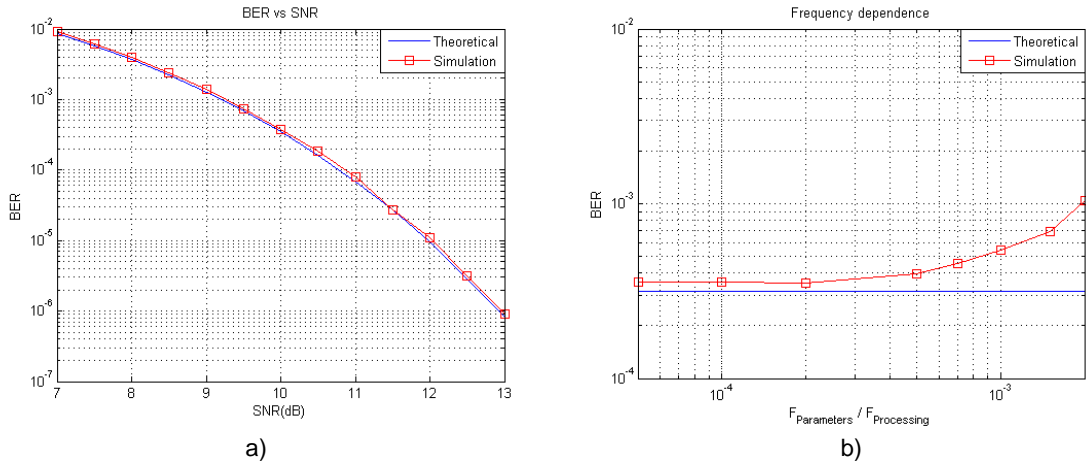 BER vs SNR
10^-2
10^-3
10^-4
10^-5
10^-6
10^-7
BER
7 8 9 10 11 12 13
SNR(dB)
Theoretical
Simulation
a)
Frequency dependence
10^-2
10^-3
10^-4
BER
10^-4 10^-3
F_Parameters / F_Processing
Theoretical
Simulation
b)